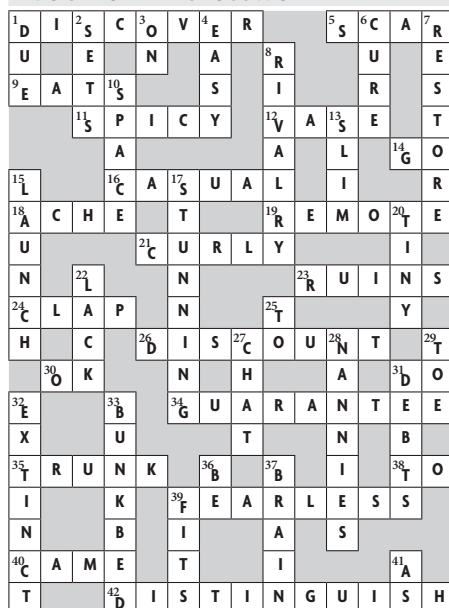 1D I 2S C 3O V 4E R 5S 6C A 7R
U E N A 8R U E
9E A T 10S S I R S
11S P I C Y 12V A 13S E T
A A L 14G O
15L 16C A 17S U A L I R
18A C H E T 19R E M O 20T E
U 21C U R L Y I
N 22L N 23R U I N S
24C L A P N 25T Y
H C 26D I S 27C O U 28N T 29T
30O K N H A 31D O
32E 33B 34G U A R A N T E E
X U T N B
35T R U N K 36B 37B I 38T O
I K 39F E A R L E S S
N B I A S
40C A M E T I 41A
T 42D I S T I N G U I S H